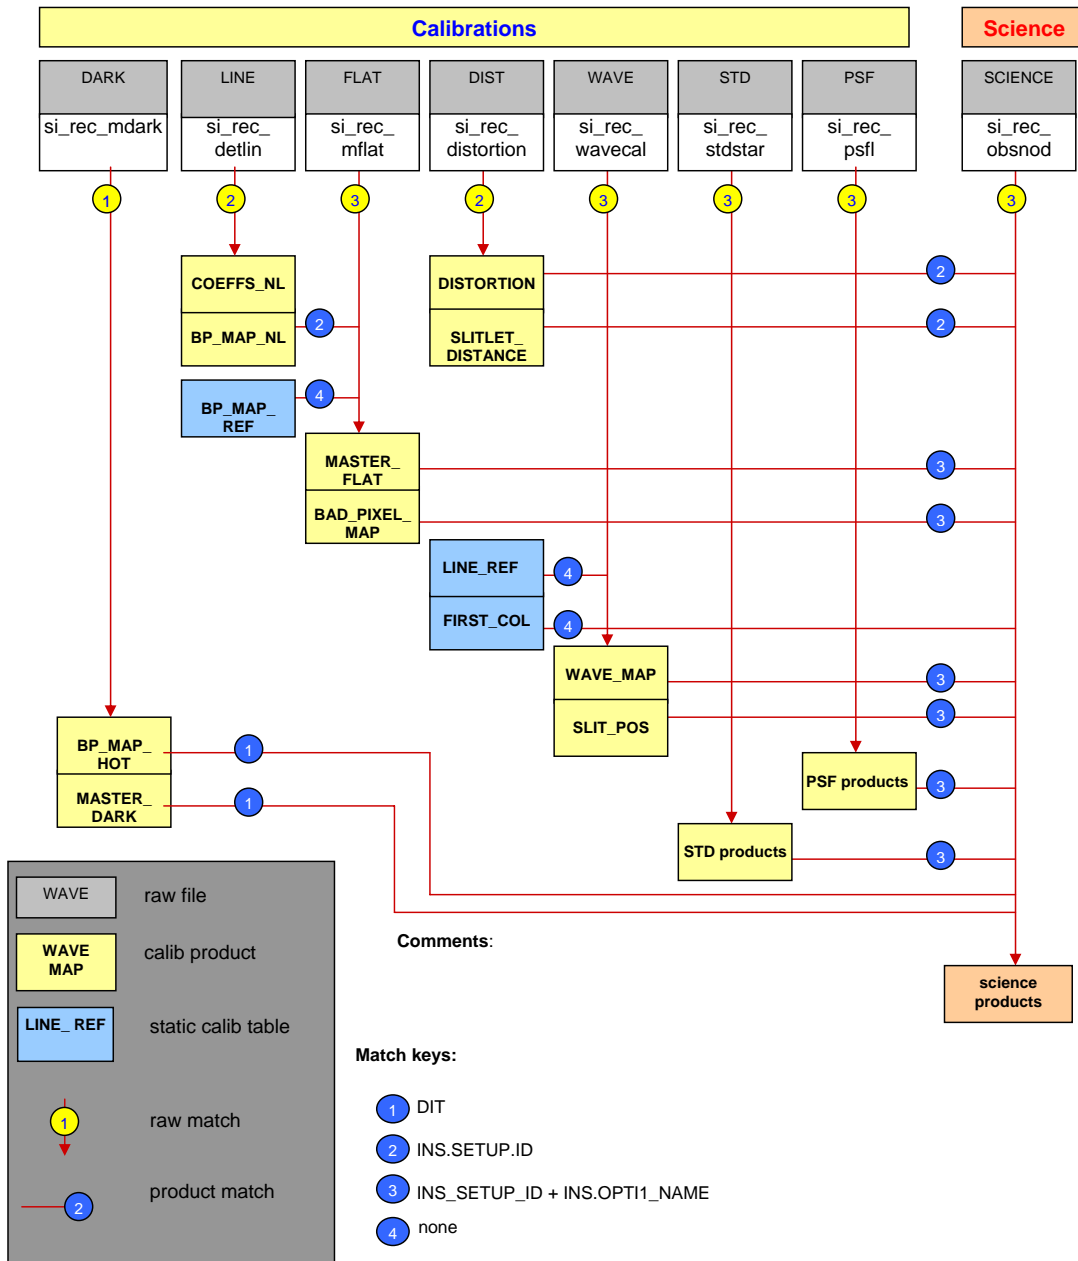 Calibrations
Science
DARK
LINE
FLAT
DIST
WAVE
STD
PSF
SCIENCE
si_rec_mdark
si_rec_
detlin
si_rec_
mflat
si_rec_
distortion
si_rec_
wavecal
si_rec_
stdstar
si_rec_
psfl
si_rec_
obsnod
1
2
3
2
3
3
3
3
COEFFS_NL
DISTORTION
2
BP_MAP_NL
2
SLITLET_
DISTANCE
2
BP_MAP_
REF
4
MASTER_
FLAT
3
BAD_PIXEL_
MAP
3
LINE_REF
4
FIRST_COL
4
WAVE_MAP
3
SLIT_POS
3
BP_MAP_
HOT
1
MASTER_
DARK
1
PSF products
3
STD products
3
WAVE
raw file
WAVE
MAP
calib product
LINE_ REF
static calib table
1
raw match
2
product match
Comments:
science
products
Match keys:
1 DIT
2 INS.SETUP.ID
3 INS_SETUP_ID + INS.OPTI1_NAME
4 none